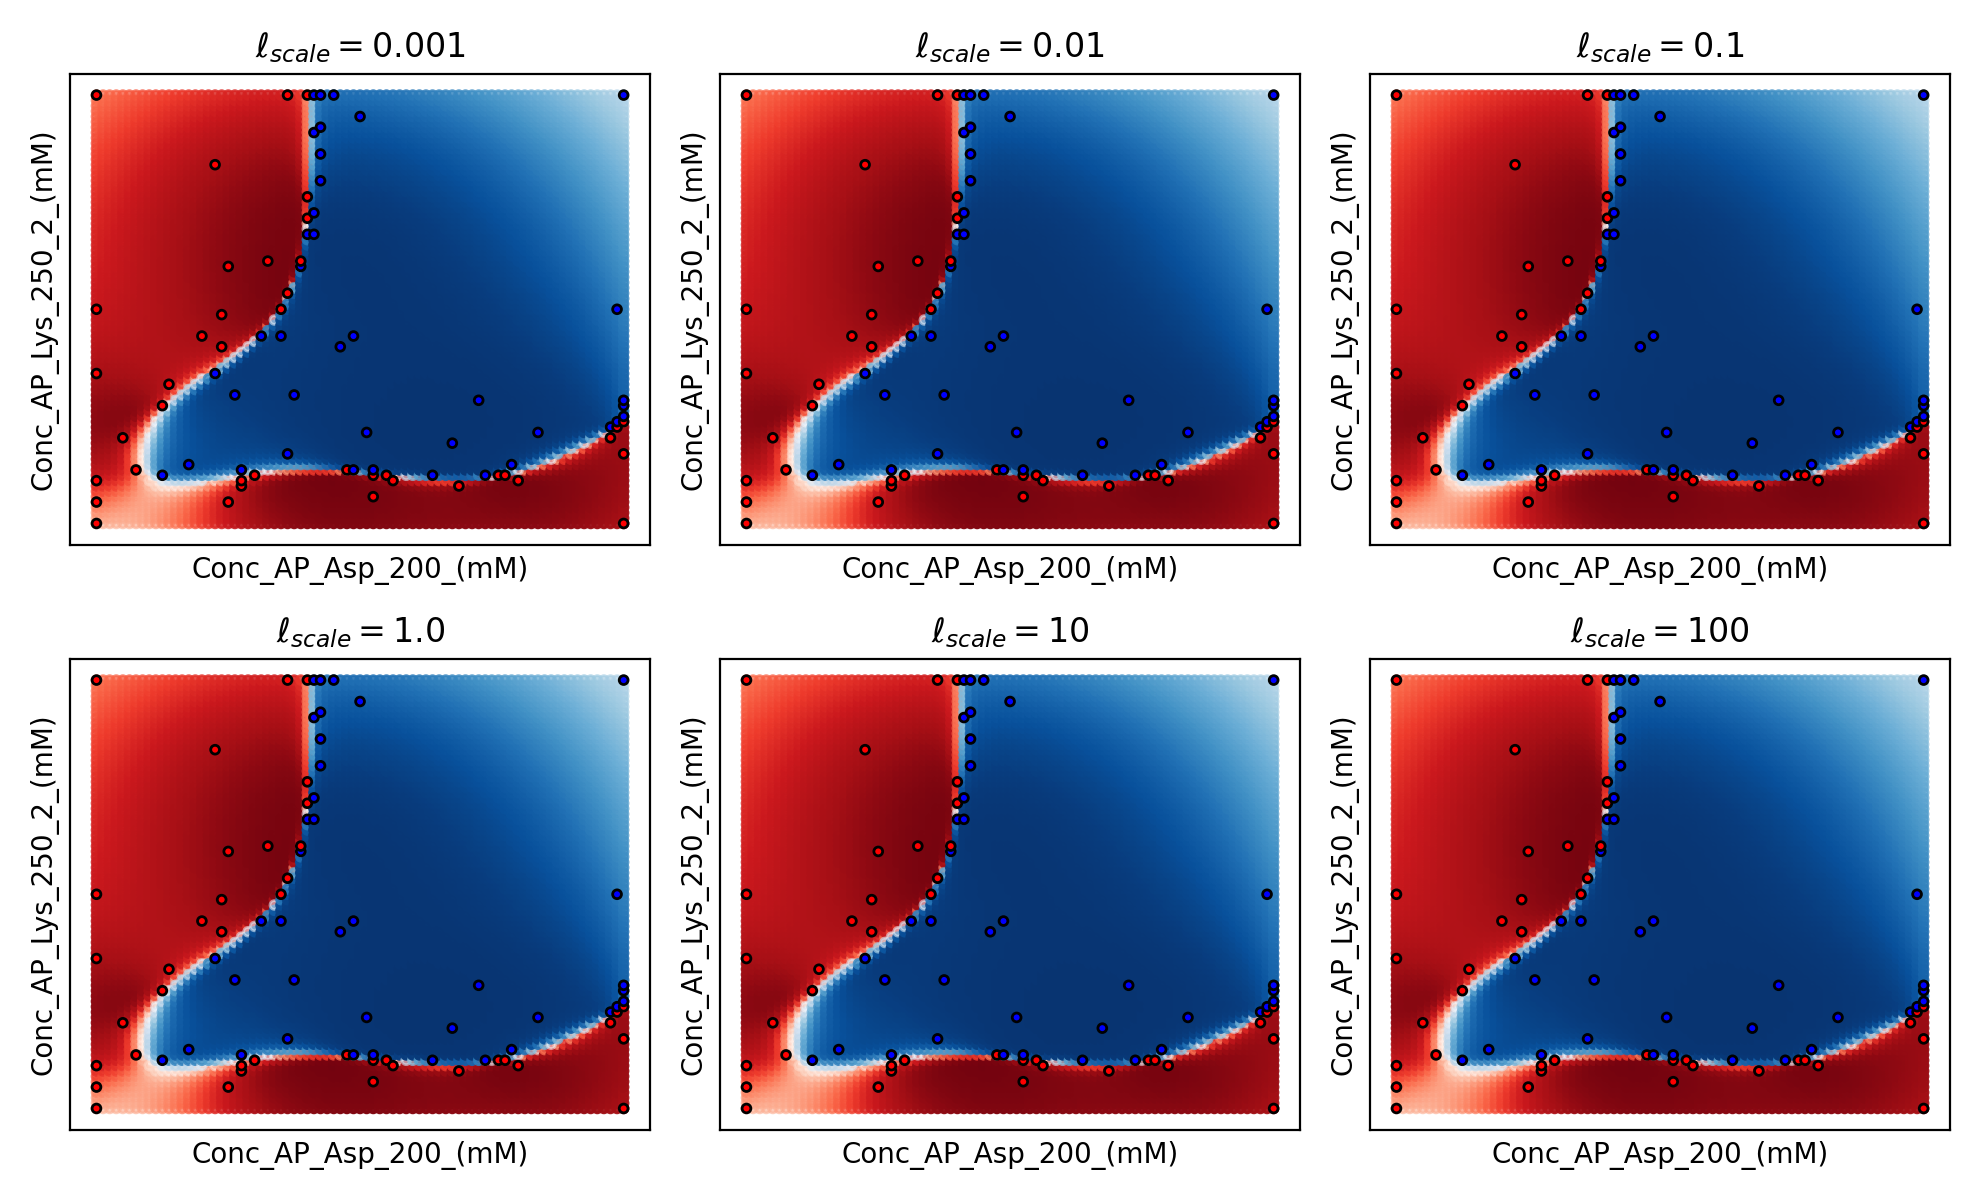 ℓscale = 0.001
ℓscale = 0.01
ℓscale = 0.1
Conc_AP_Lys_250_2_(mM)
Conc_AP_Lys_250_2_(mM)
Conc_AP_Lys_250_2_(mM)
Conc_AP_Asp_200_(mM)
Conc_AP_Asp_200_(mM)
Conc_AP_Asp_200_(mM)
ℓscale = 1.0
ℓscale = 10
ℓscale = 100
Conc_AP_Lys_250_2_(mM)
Conc_AP_Lys_250_2_(mM)
Conc_AP_Lys_250_2_(mM)
Conc_AP_Asp_200_(mM)
Conc_AP_Asp_200_(mM)
Conc_AP_Asp_200_(mM)